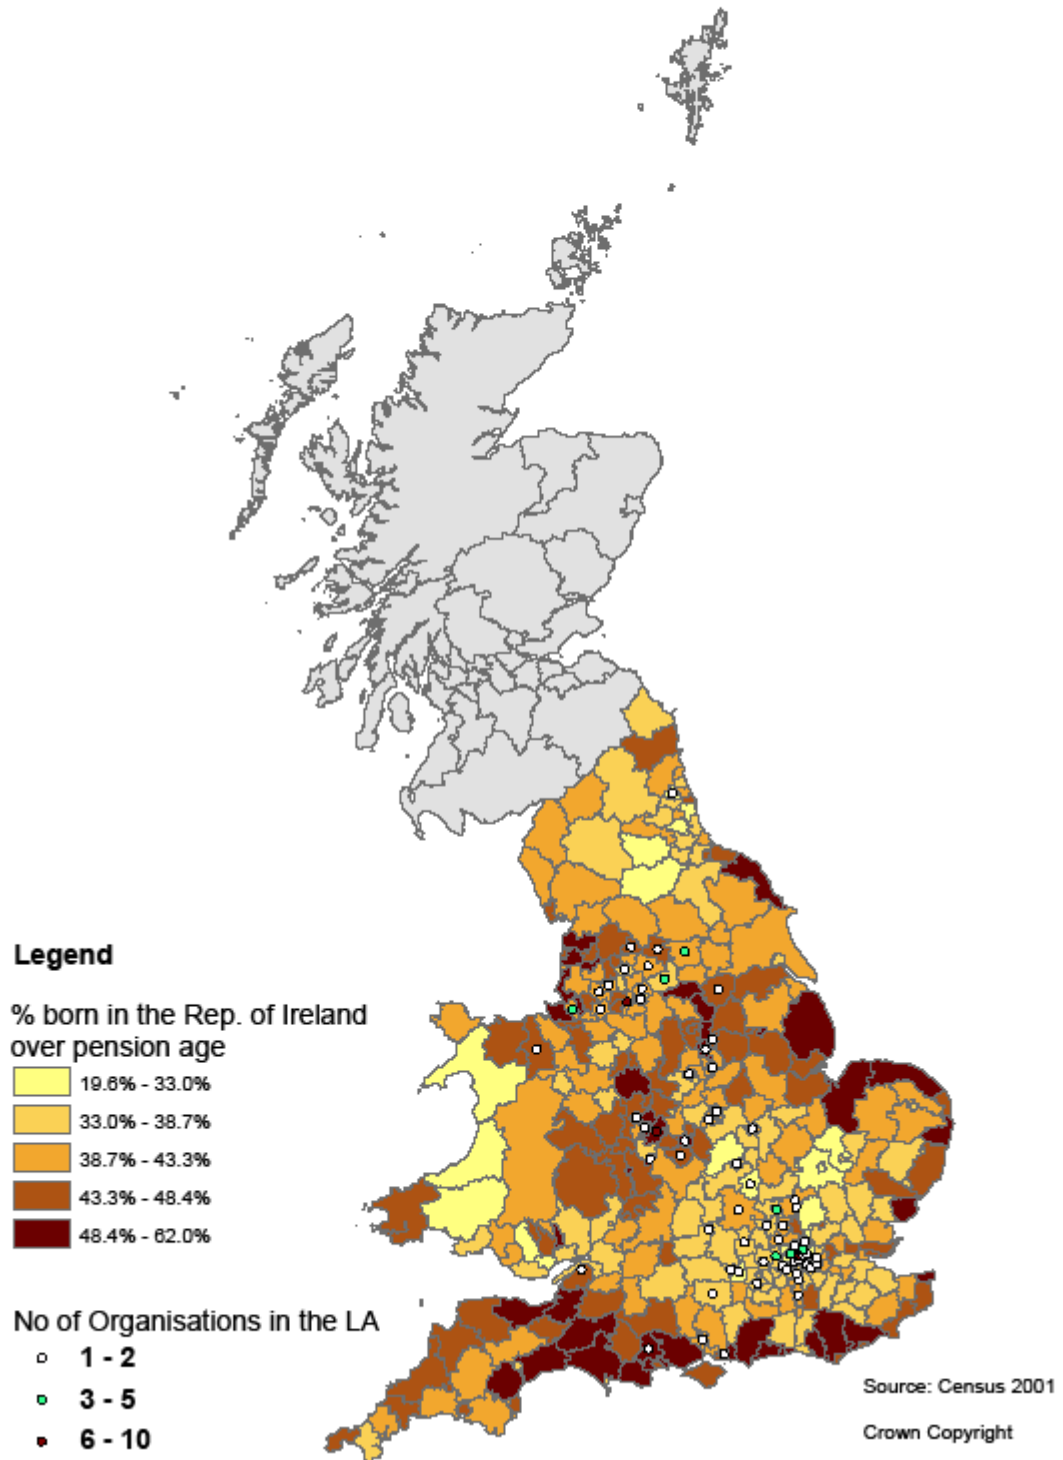 Legend
% born in the Rep. of Ireland
over pension age
19.6% - 33.0%
33.0% - 38.7%
38.7% - 43.3%
43.3% - 48.4%
48.4% - 62.0%
No of Organisations in the LA
1 - 2
3 - 5
6 - 10
Source: Census 2001
Crown Copyright